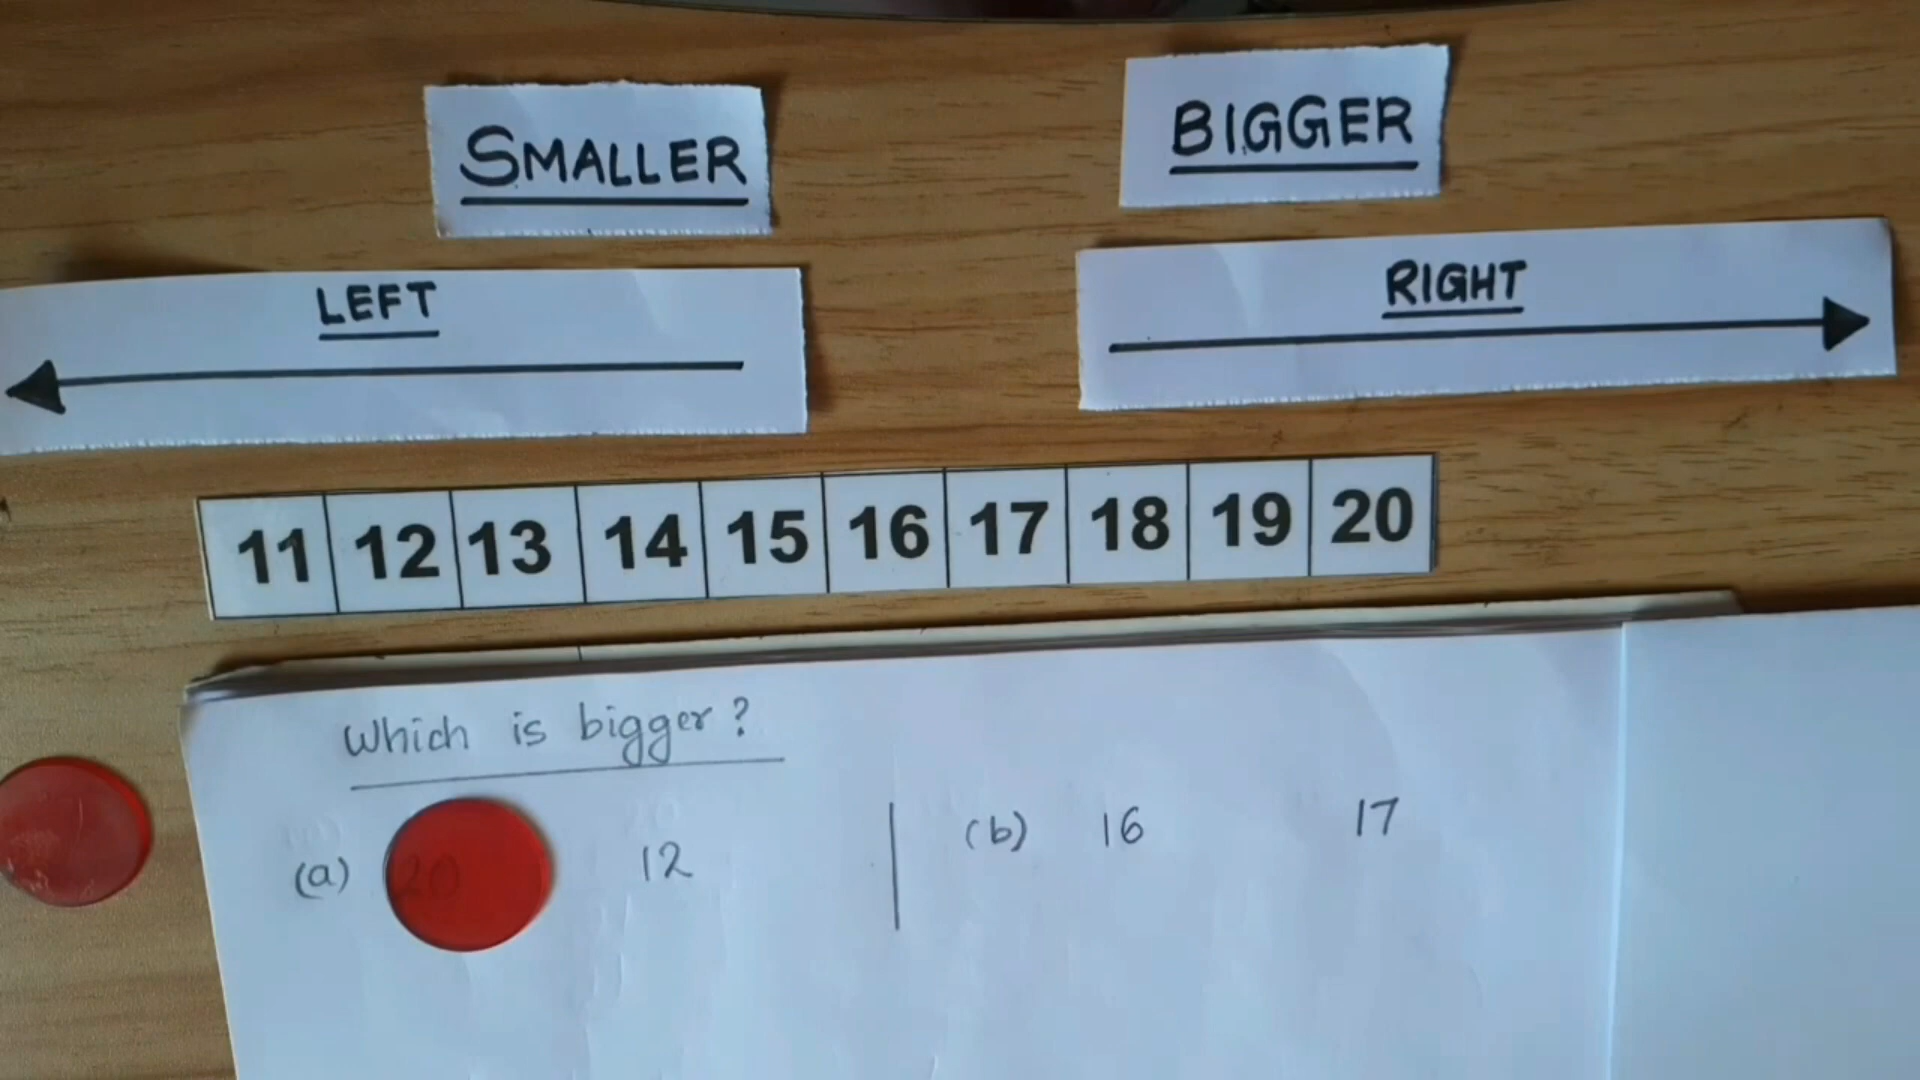 SMALLER
BIGGER
LEFT
RIGHT
11 12 13 14 15 16 17 18 19 20
Which is bigger?
(a) 20 12 (b) 16 17